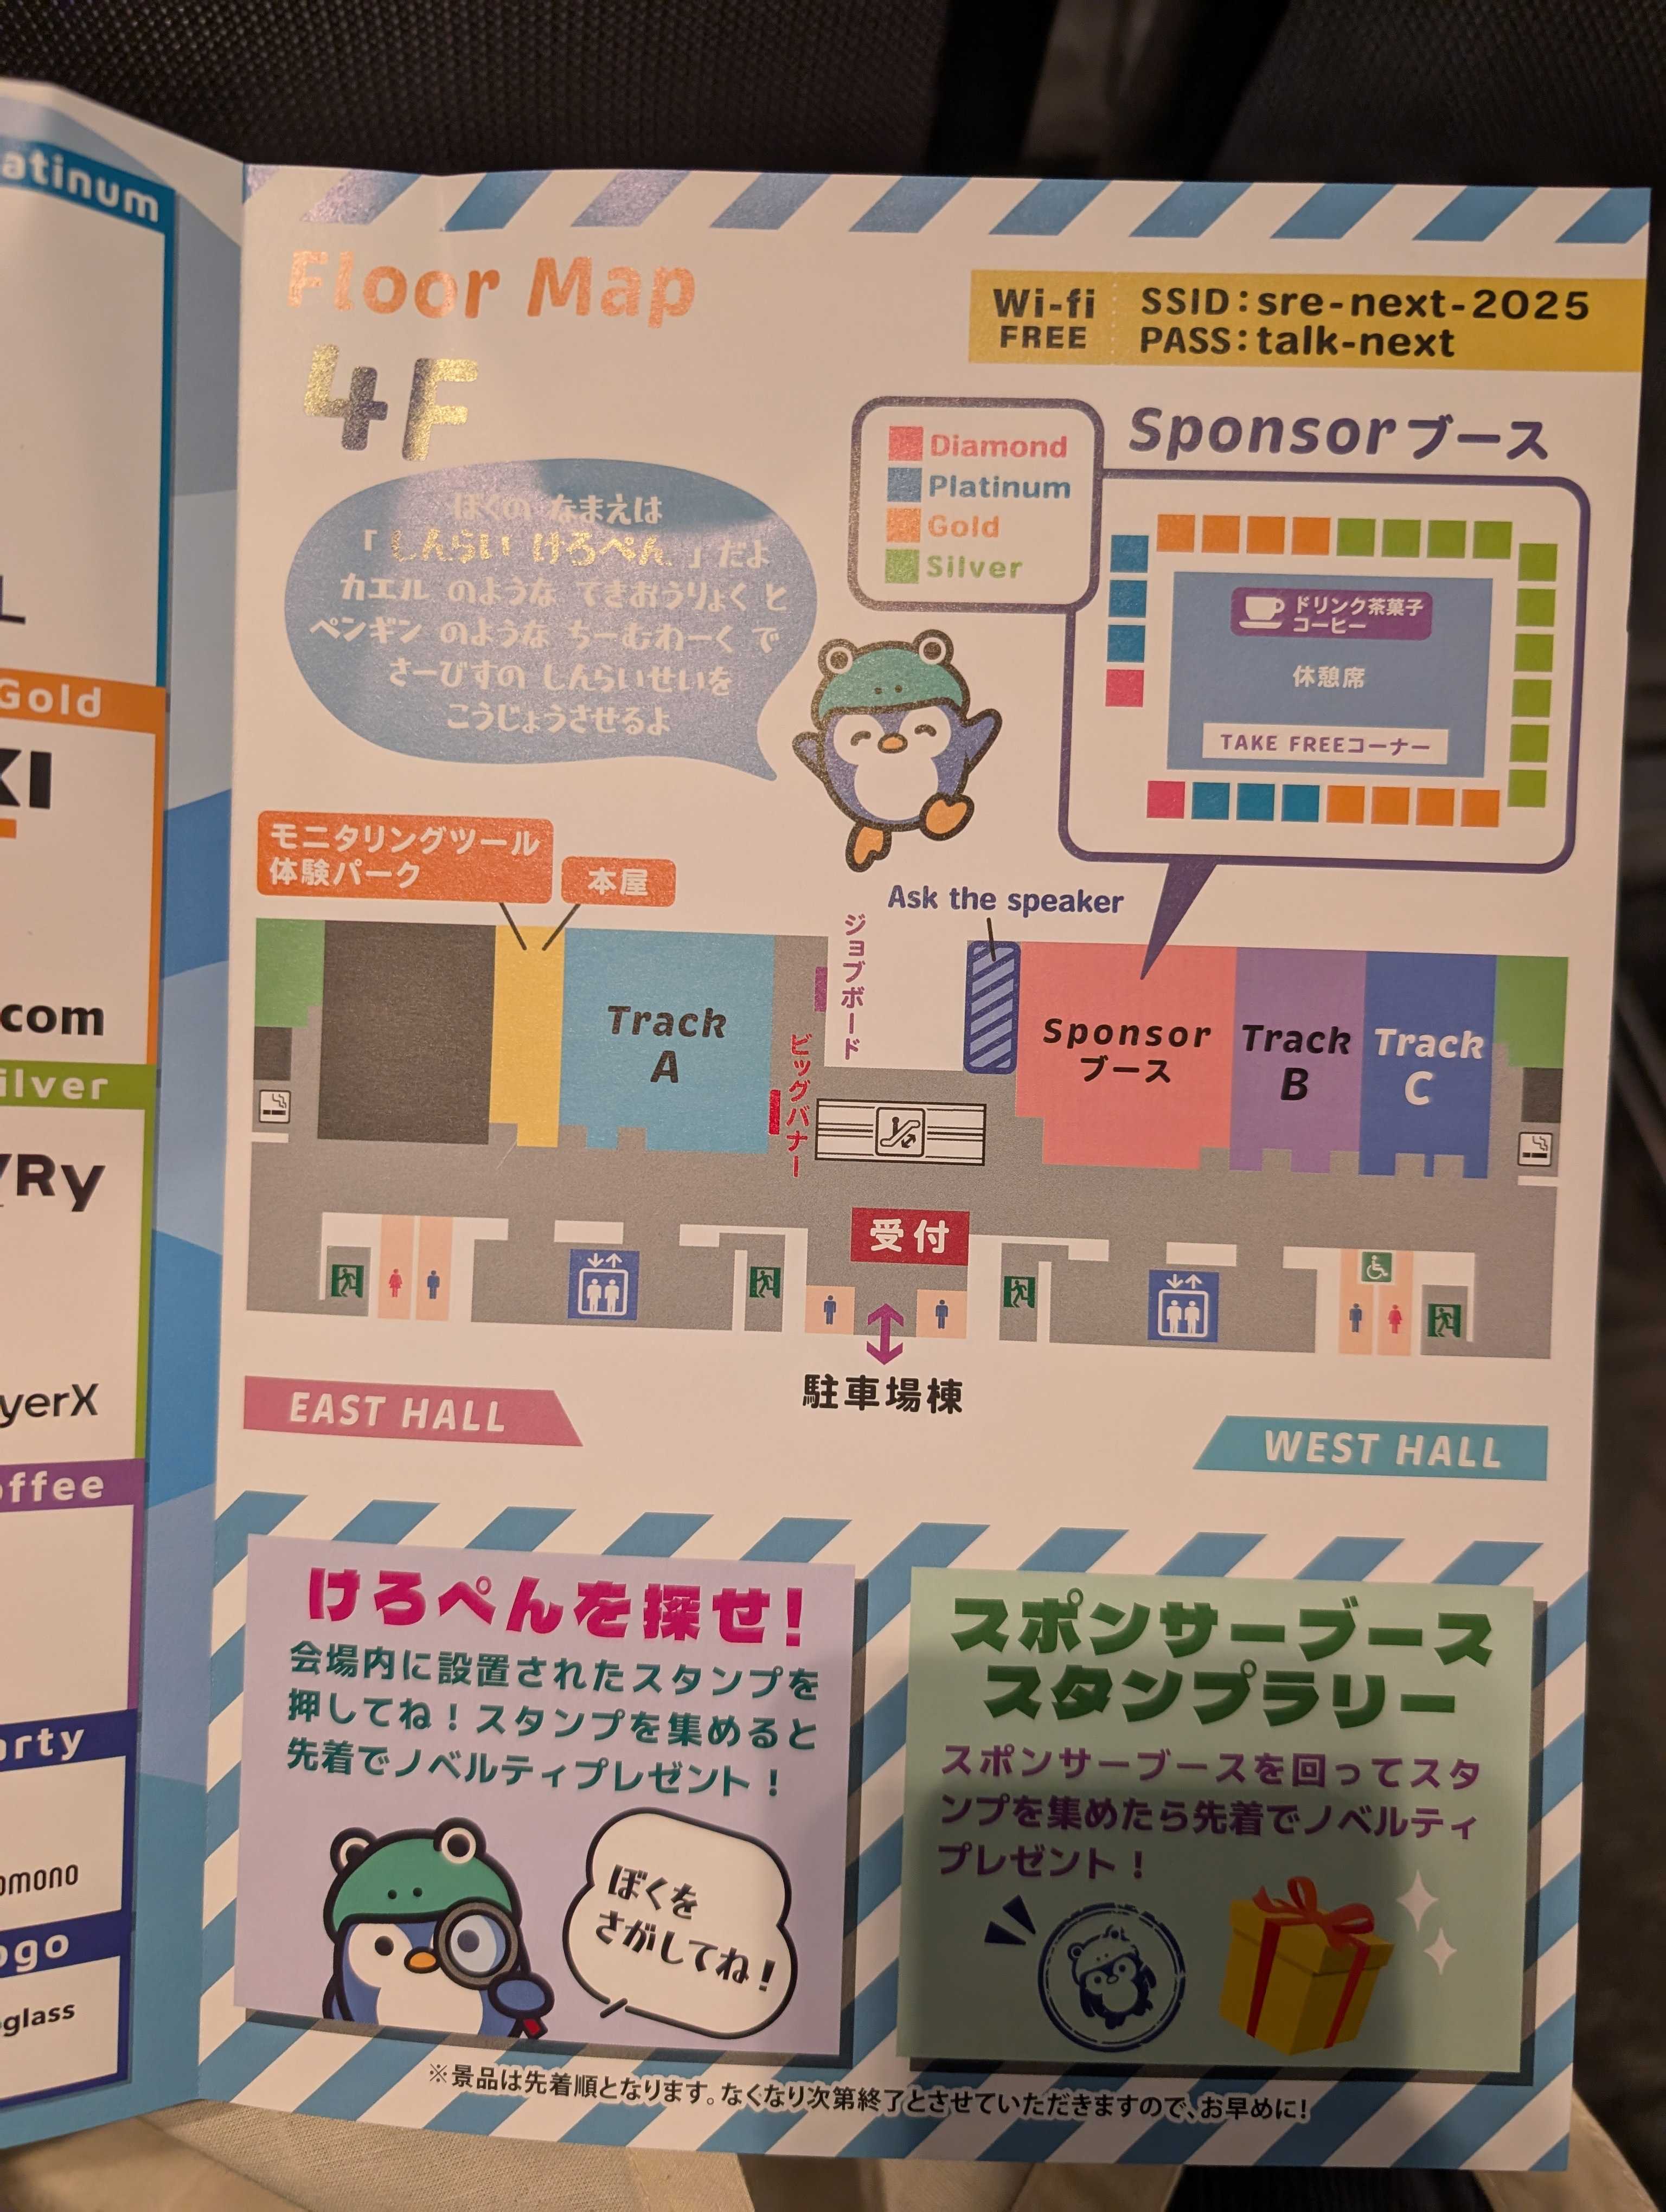 atinum
L
Gold
KI
.com
ilver
VRy
yerX
offee
arty
omono
ogo
glass
Floor Map
4F
Wi-fi
FREE
SSID:sre-next-2025
PASS:talk-next
ぼくの なまえは
「しんらい けろぺん」だよ
カエル のような てきおうりょく と
ペンギン のような ちーむわーく で
さーびすの しんらいせいを
こうじょうさせるよ
Diamond
Platinum
Gold
Silver
Sponsorブース
ドリンク茶菓子
コーヒー
休憩席
TAKE FREEコーナー
モニタリングツール
体験パーク
本屋
Ask the speaker
ジョブボード
ビッグバナー
Track
A
Sponsor
ブース
Track
B
Track
C
受付
駐車場棟
EAST HALL
WEST HALL
けろぺんを探せ!
会場内に設置されたスタンプを
押してね!スタンプを集めると
先着でノベルティプレゼント!
ぼくを
さがしてね!
スポンサーブース
スタンプラリー
スポンサーブースを回ってスタ
ンプを集めたら先着でノベルティ
プレゼント!
※景品は先着順となります。なくなり次第終了とさせていただきますので、お早めに!